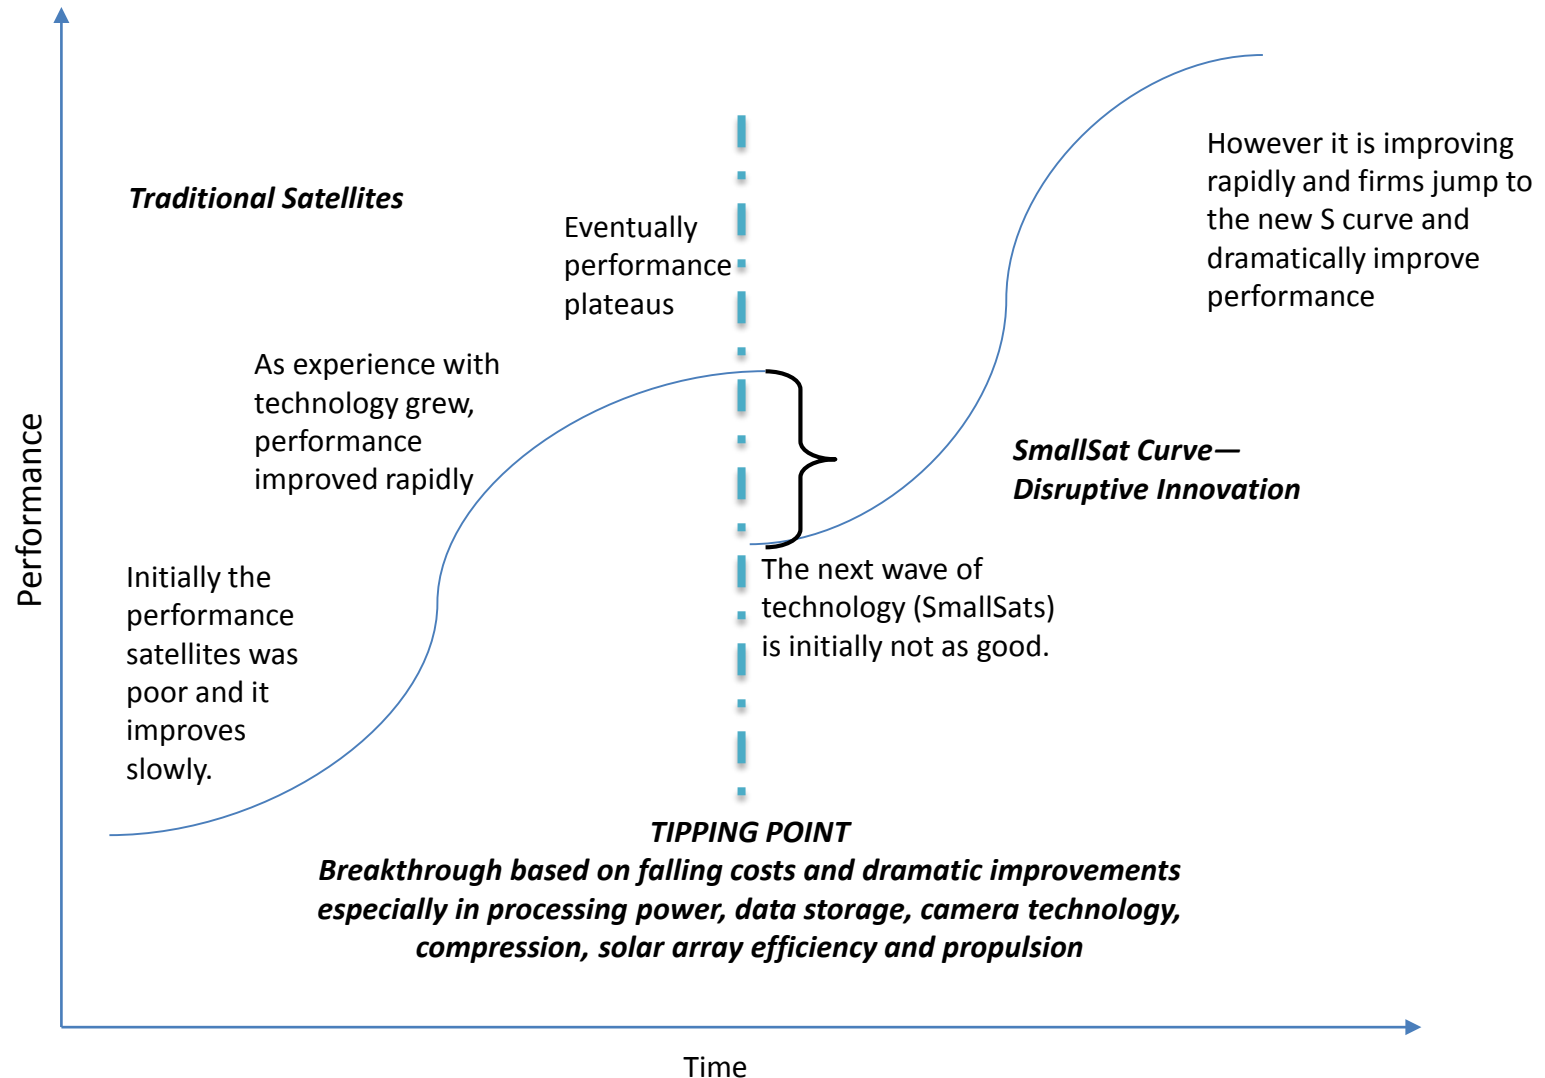 Traditional Satellites
Eventually
performance
plateaus
However it is improving
rapidly and firms jump to
the new S curve and
dramatically improve
performance
As experience with
technology grew,
performance
improved rapidly
Performance
SmallSat Curve—
Disruptive Innovation
Initially the
performance
satellites was
poor and it
improves
slowly.
The next wave of
technology (SmallSats)
is initially not as good.
TIPPING POINT
Breakthrough based on falling costs and dramatic improvements
especially in processing power, data storage, camera technology,
compression, solar array efficiency and propulsion
Time